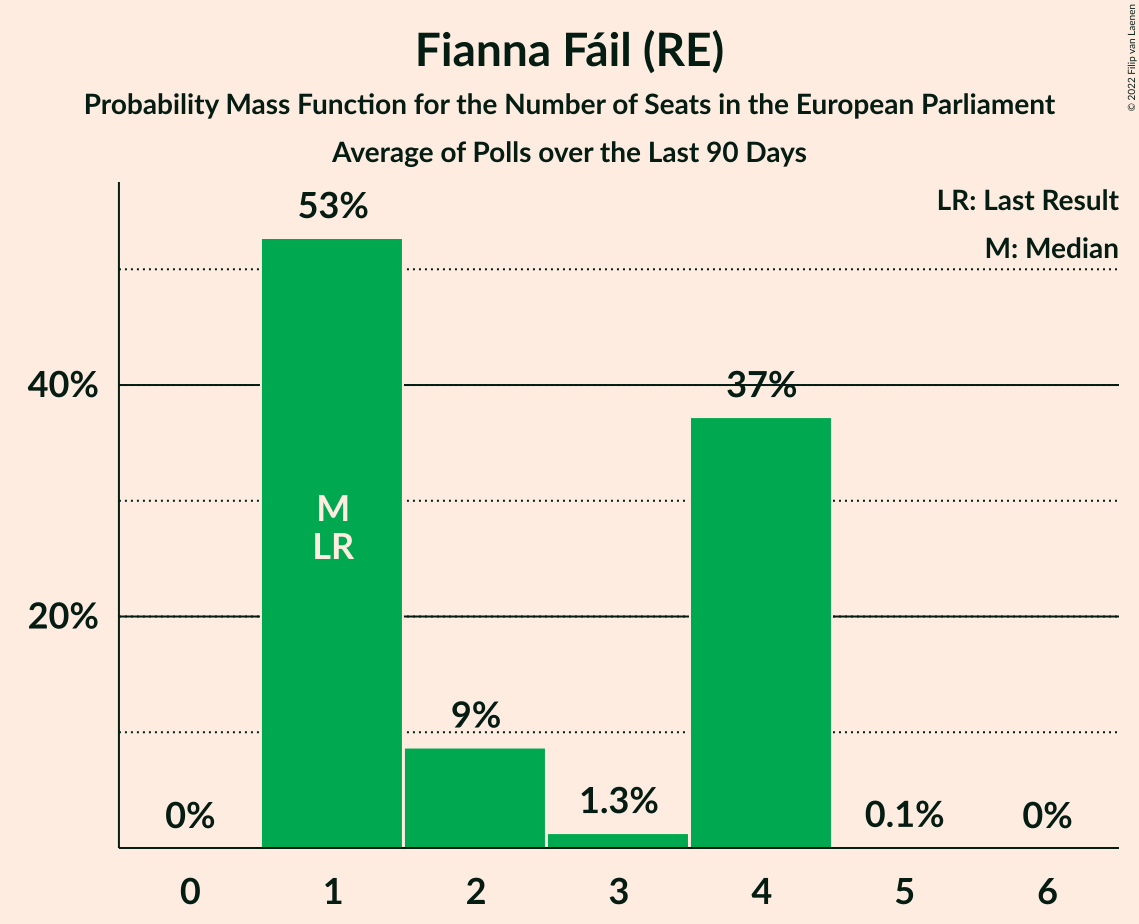 Fianna Fáil (RE)
Probability Mass Function for the Number of Seats in the European Parliament
Average of Polls over the Last 90 Days
© 2022 Filip van Laenen
LR: Last Result
M: Median
53%
40%
37%
M
LR
20%
9%
1.3%
0%
0.1%
0%
0 1 2 3 4 5 6